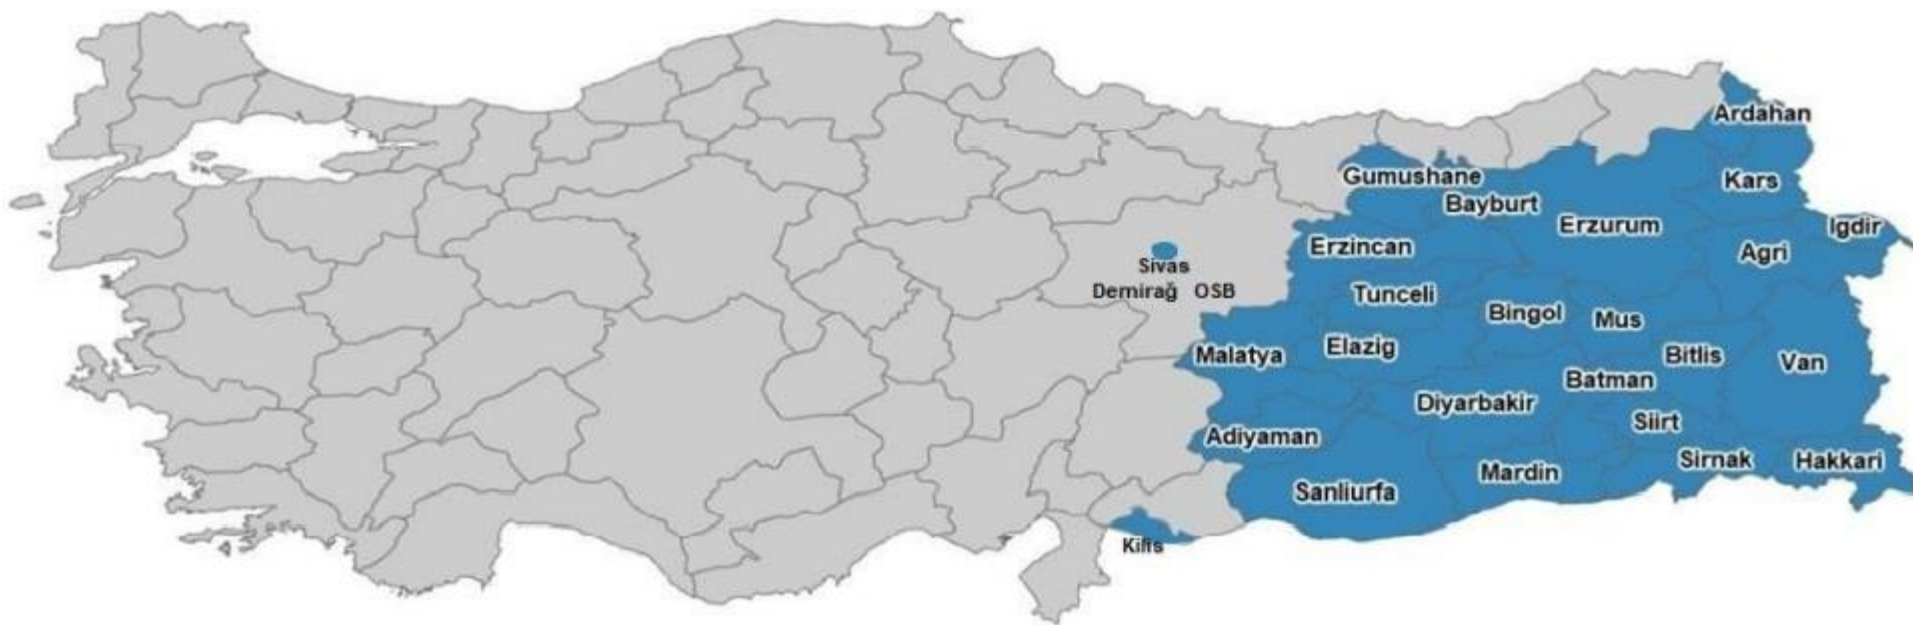 Ardahan
Gumushane
Kars
Bayburt
Erzurum
Igdir
Erzincan
Agri
Sivas
Demirağ OSB
Tunceli
Bingol
Mus
Malatya
Elazig
Bitlis
Van
Batman
Diyarbakir
Siirt
Adiyaman
Sirnak
Hakkari
Mardin
Sanliurfa
Kilis